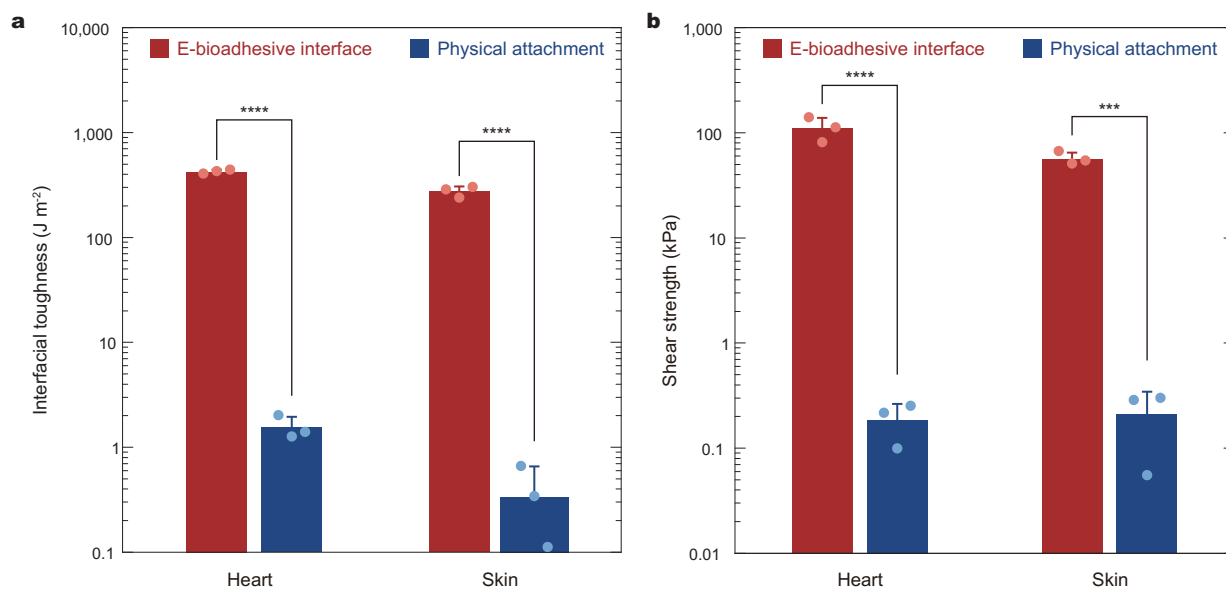 a
10,000
1,000
100
10
1
0.1
Interfacial toughness (J m-2)
E-bioadhesive interface
Physical attachment
****
****
Heart
Skin
b
1,000
100
10
1
0.1
0.01
Shear strength (kPa)
E-bioadhesive interface
Physical attachment
****
***
Heart
Skin